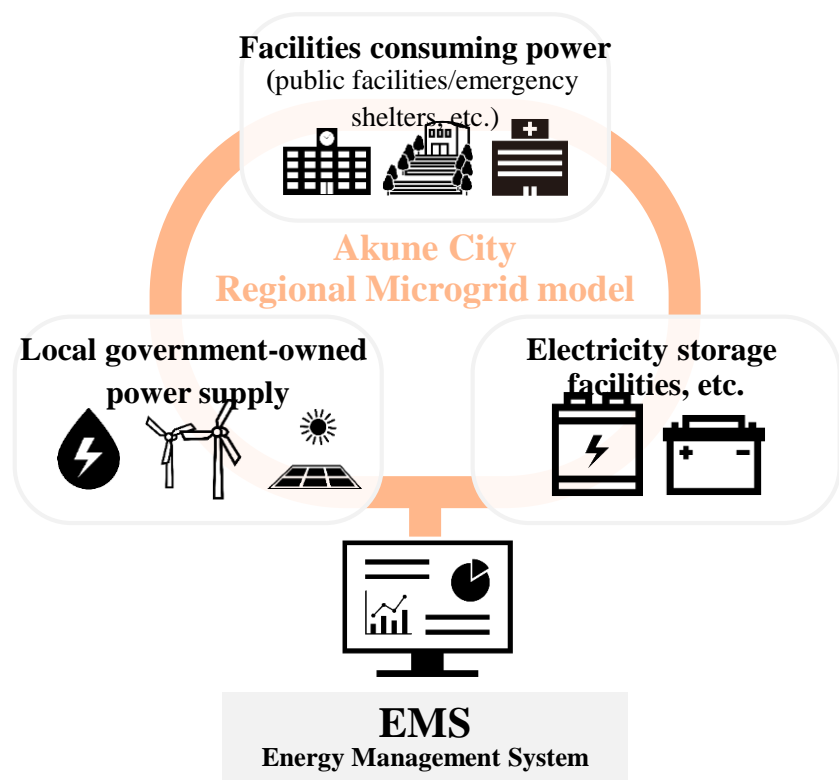 Facilities consuming power
(public facilities/emergency
shelters, etc.)
Akune City
Regional Microgrid model
Local government-owned
power supply
Electricity storage
facilities, etc.
EMS
Energy Management System